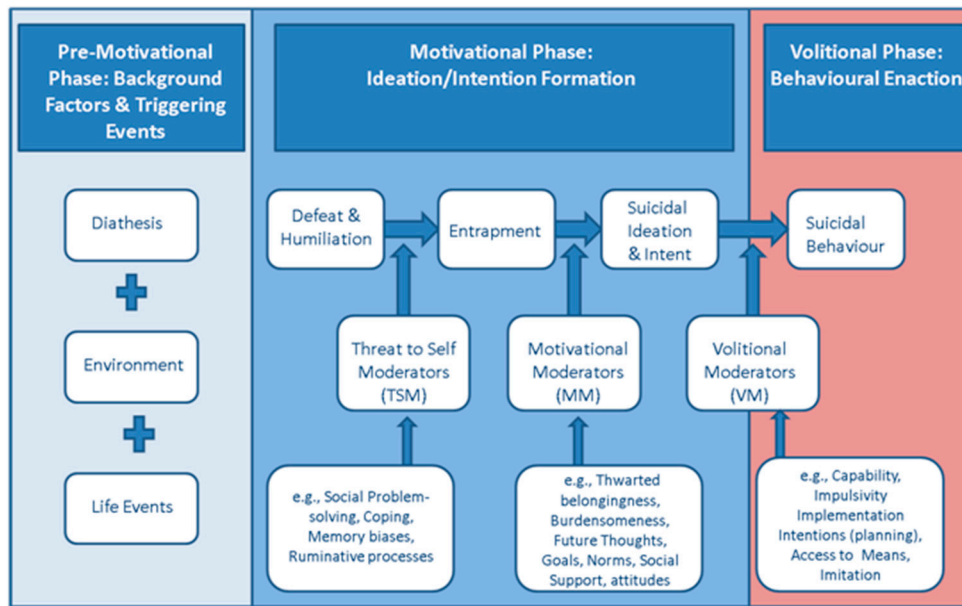 Pre-Motivational
Phase: Background
Factors & Triggering
Events
Motivational Phase:
Ideation/Intention Formation
Volitional Phase:
Behavioural Enaction
Diathesis
Environment
Life Events
Defeat &
Humiliation
Entrapment
Suicidal
Ideation
& Intent
Suicidal
Behaviour
Threat to Self
Moderators
(TSM)
Motivational
Moderators
(MM)
Volitional
Moderators
(VM)
e.g., Social Problem-
solving, Coping,
Memory biases,
Ruminative processes
e.g., Thwarted
belongingness,
Burdensomeness,
Future Thoughts,
Goals, Norms, Social
Support, attitudes
e.g., Capability,
Impulsivity
Implementation
Intentions (planning),
Access to Means,
Imitation